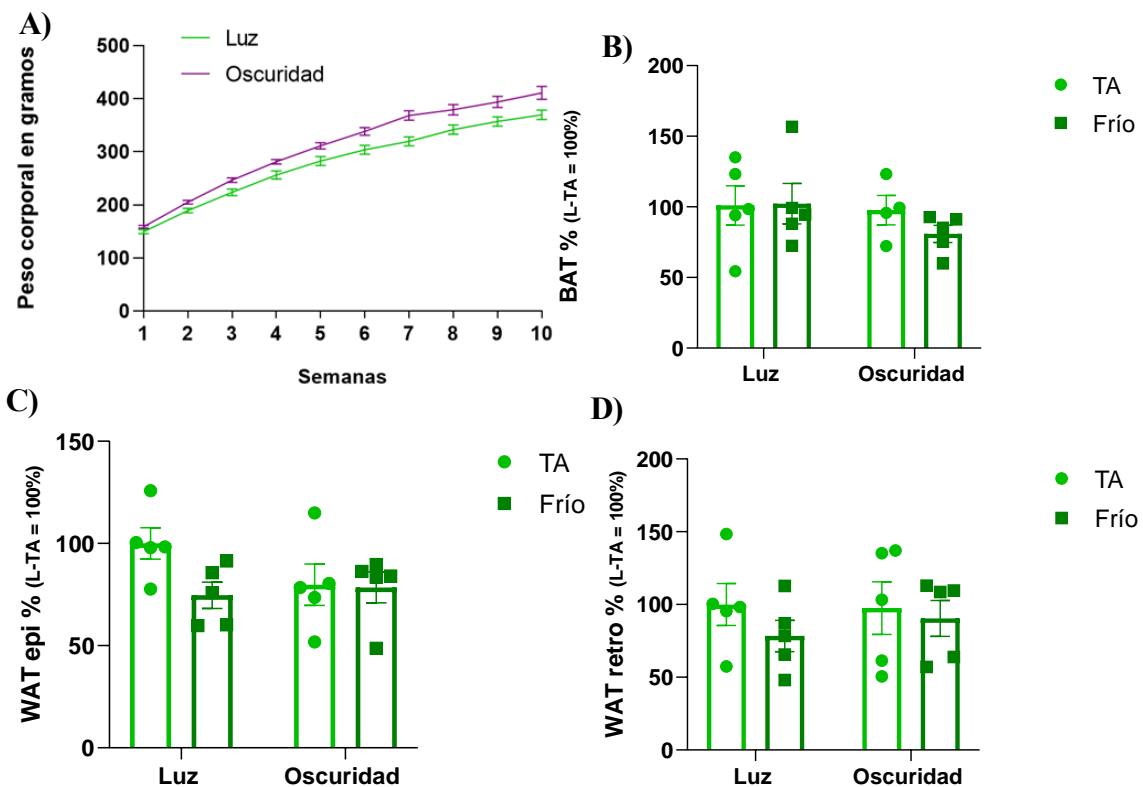 A)
Luz
Oscuridad
Peso corporal en gramos
500
400
300
200
100
0
1 2 3 4 5 6 7 8 9 10
Semanas
B)
BAT % (L-TA = 100%)
200
150
100
50
0
Luz Oscuridad
TA
Frío
C)
WAT epi % (L-TA = 100%)
150
100
50
0
Luz Oscuridad
TA
Frío
D)
WAT retro % (L-TA = 100%)
200
150
100
50
0
Luz Oscuridad
TA
Frío